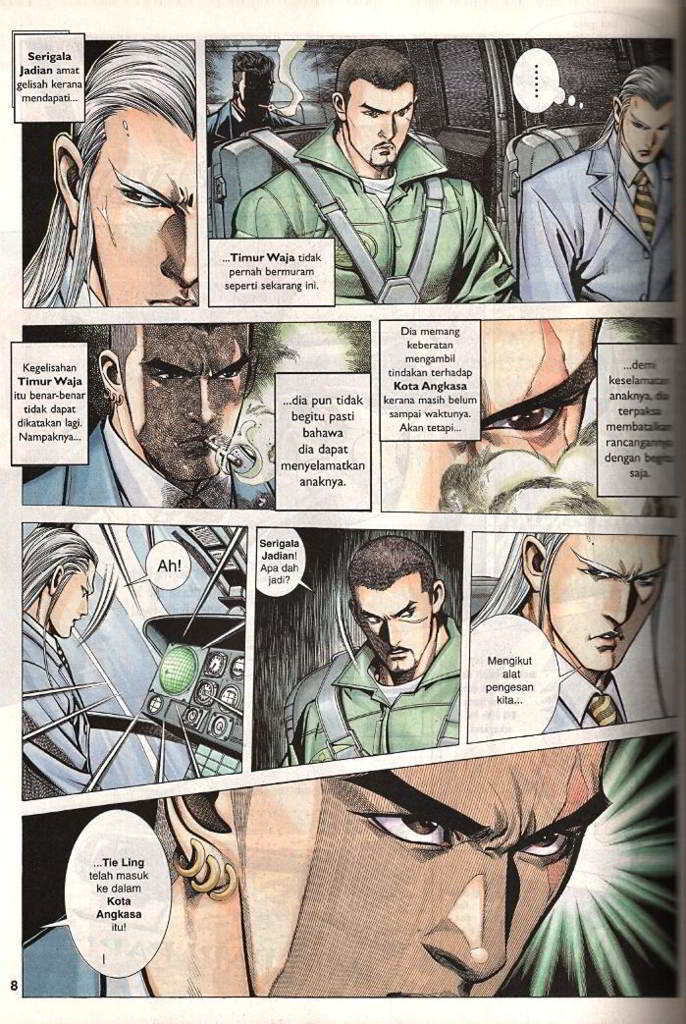 Serigala
Jadian amat
gelisah kerana
mendapati...
......
...Timur Waja tidak
pernah bermuram
seperti sekarang ini.
Kegelisahan
Timur Waja
itu benar-benar
tidak dapat
dikatakan lagi.
Nampaknya...
...dia pun tidak
begitu pasti
bahawa
dia dapat
menyelamatkan
anaknya.
Dia memang
keberatan
mengambil
tindakan terhadap
Kota Angkasa
kerana masih belum
sampai waktunya.
Akan tetapi...
...demi
keselamatan
anaknya, dia
terpaksa
membatalkan
rancangannya
dengan begitu
saja.
Ah!
Serigala
Jadian!
Apa dah
jadi?
Mengikut
alat
pengesan
kita...
...Tie Ling
telah masuk
ke dalam
Kota
Angkasa
itu!
8